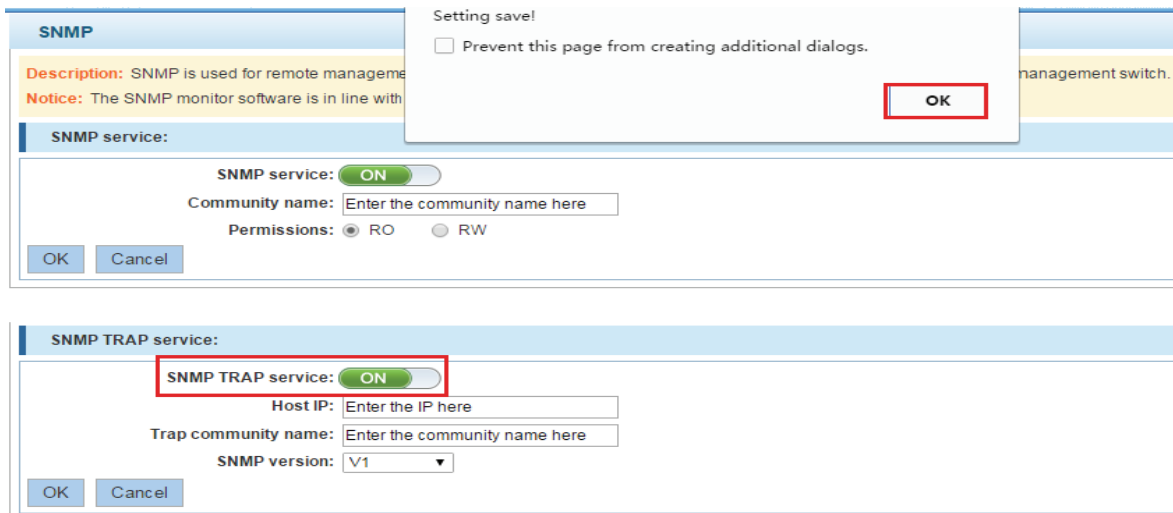 Setting save!
Prevent this page from creating additional dialogs.
OK
SNMP
Description: SNMP is used for remote manageme
management switch.
Notice: The SNMP monitor software is in line with
SNMP service:
SNMP service: ON
Community name: Enter the community name here
Permissions: RO RW
OK Cancel
SNMP TRAP service:
SNMP TRAP service: ON
Host IP: Enter the IP here
Trap community name: Enter the community name here
SNMP version: V1
OK Cancel